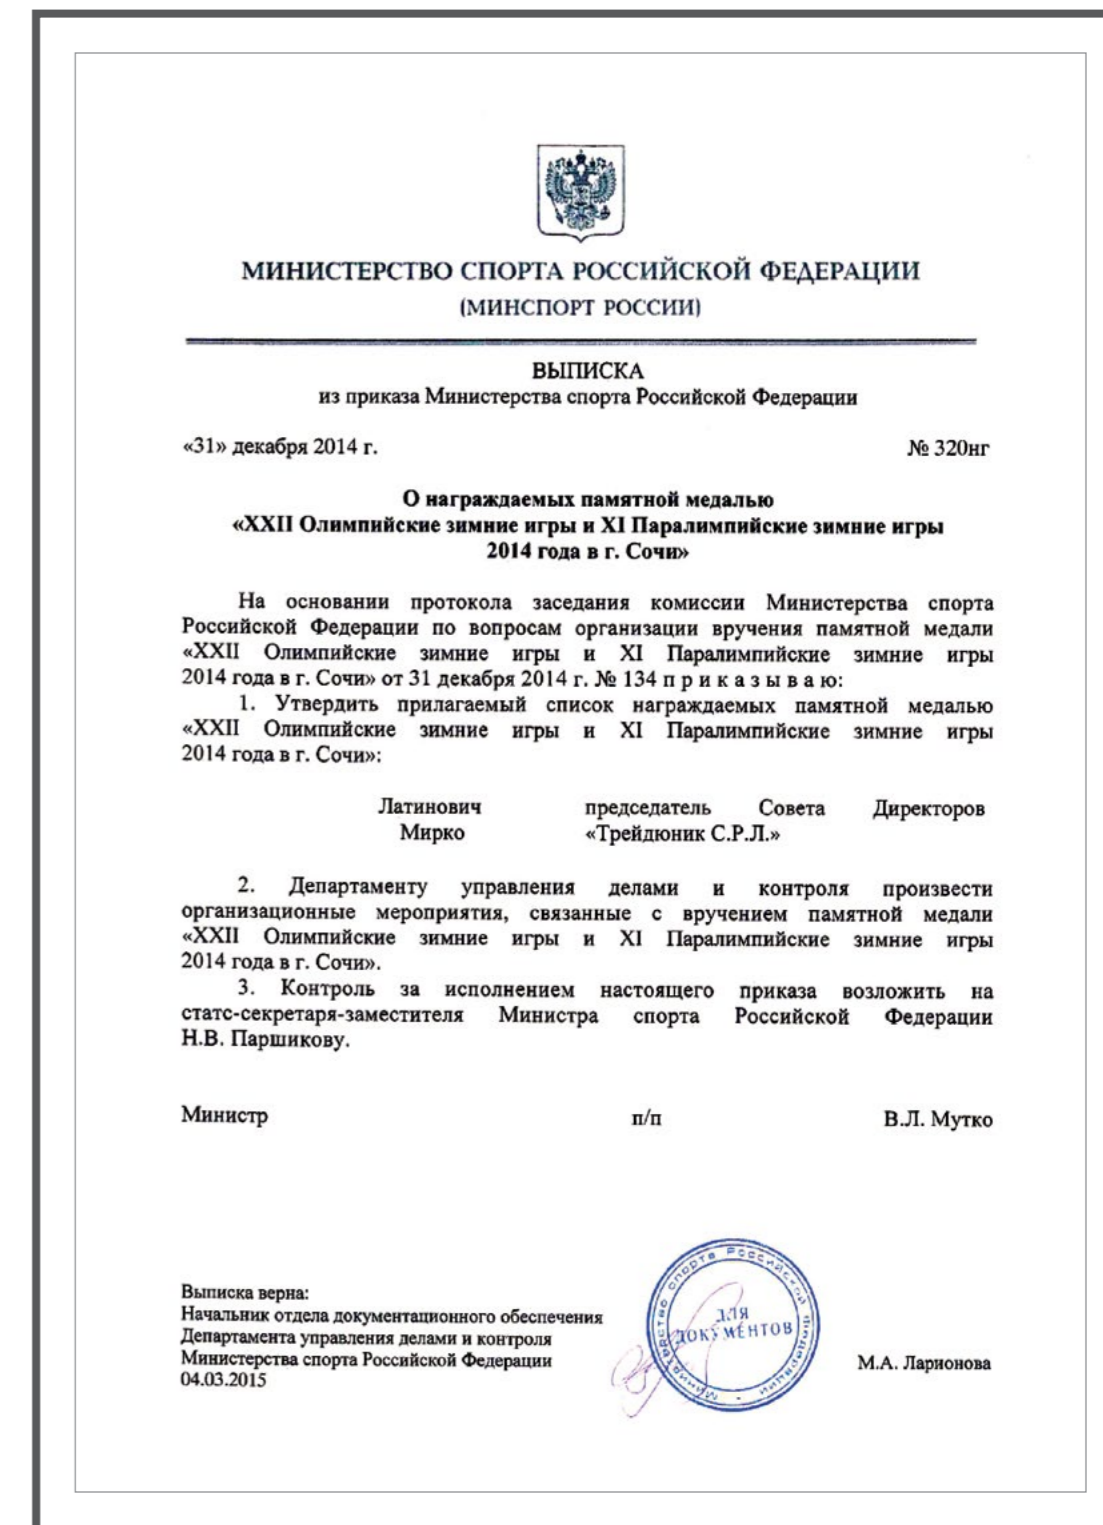 МИНИСТЕРСТВО СПОРТА РОССИЙСКОЙ ФЕДЕРАЦИИ
(МИНСПОРТ РОССИИ)
ВЫПИСКА
из приказа Министерства спорта Российской Федерации
«31» декабря 2014 г. № 320нг
О награждаемых памятной медалью
«XXII Олимпийские зимние игры и XI Паралимпийские зимние игры
2014 года в г. Сочи»
На основании протокола заседания комиссии Министерства спорта
Российской Федерации по вопросам организации вручения памятной медали
«XXII Олимпийские зимние игры и XI Паралимпийские зимние игры
2014 года в г. Сочи» от 31 декабря 2014 г. № 134 п р и к а з ы в а ю:
1. Утвердить прилагаемый список награждаемых памятной медалью
«XXII Олимпийские зимние игры и XI Паралимпийские зимние игры
2014 года в г. Сочи»:
Латинович председатель Совета Директоров
Мирко «Трейдюник С.Р.Л.»
2. Департаменту управления делами и контроля произвести
организационные мероприятия, связанные с вручением памятной медали
«XXII Олимпийские зимние игры и XI Паралимпийские зимние игры
2014 года в г. Сочи».
3. Контроль за исполнением настоящего приказа возложить на
статс-секретаря-заместителя Министра спорта Российской Федерации
Н.В. Паршикову.
Министр п/п В.Л. Мутко
Выписка верна:
Начальник отдела документационного обеспечения
Департамента управления делами и контроля
Министерства спорта Российской Федерации
04.03.2015
М.А. Ларионова
Министерство спорта Российской Федерации
ДЛЯ
ДОКУМЕНТОВ